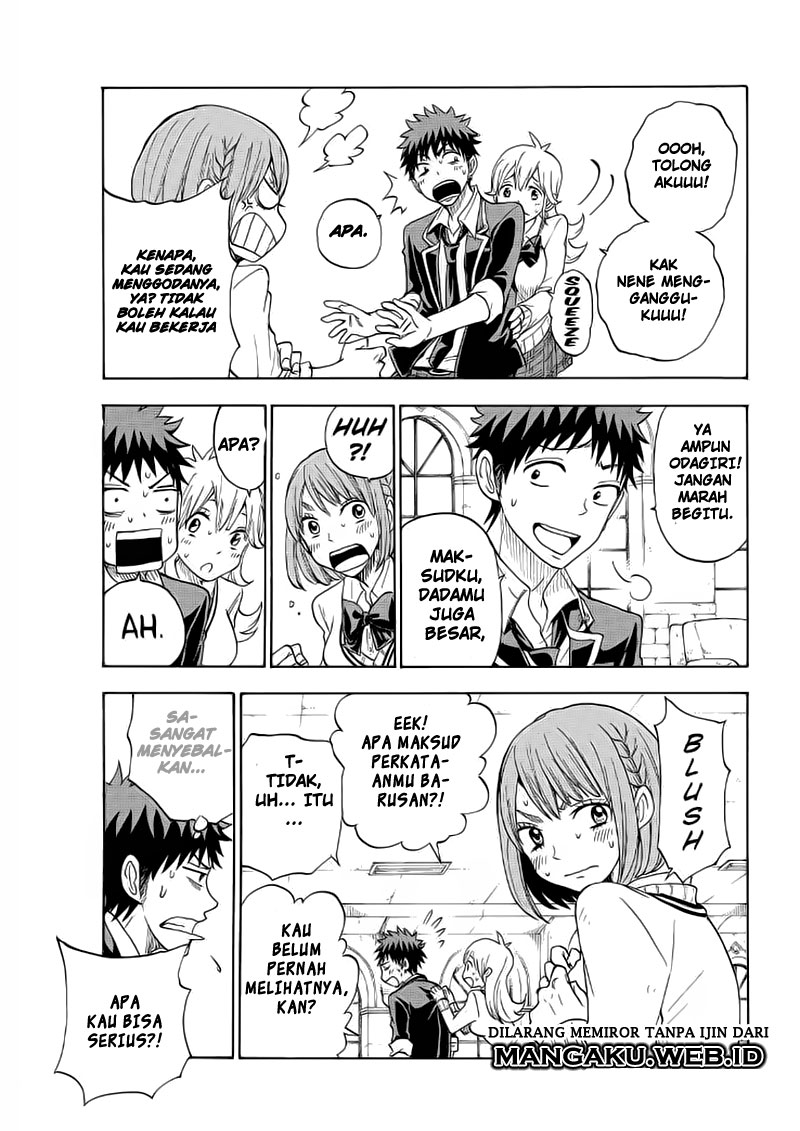 OOOH,
TOLONG
AKUUU!
KAK
NENE MENG-
GANGGU-
KUUU!
SQUEEZE
APA.
KENAPA,
KAU SEDANG
MENGGODANYA,
YA? TIDAK
BOLEH KALAU
KAU BEKERJA
YA
AMPUN
ODAGIRI!
JANGAN
MARAH
BEGITU.
MAK-
SUDKU,
DADAMU
JUGA
BESAR,
HUH
?!
APA?
AH.
BLUSH
EEK!
APA MAKSUD
PERKATA-
ANMU BA-
RUSAN?!
T-
TIDAK,
UH... ITU
...
KAU
BELUM
PERNAH
MELIHATNYA,
KAN?
SA-
SANGAT
MENYEBAL-
KAN...
APA
KAU BISA
SERIUS?!
DILARANG MEMIROR TANPA IJIN DARI
MANGAKU.WEB.ID